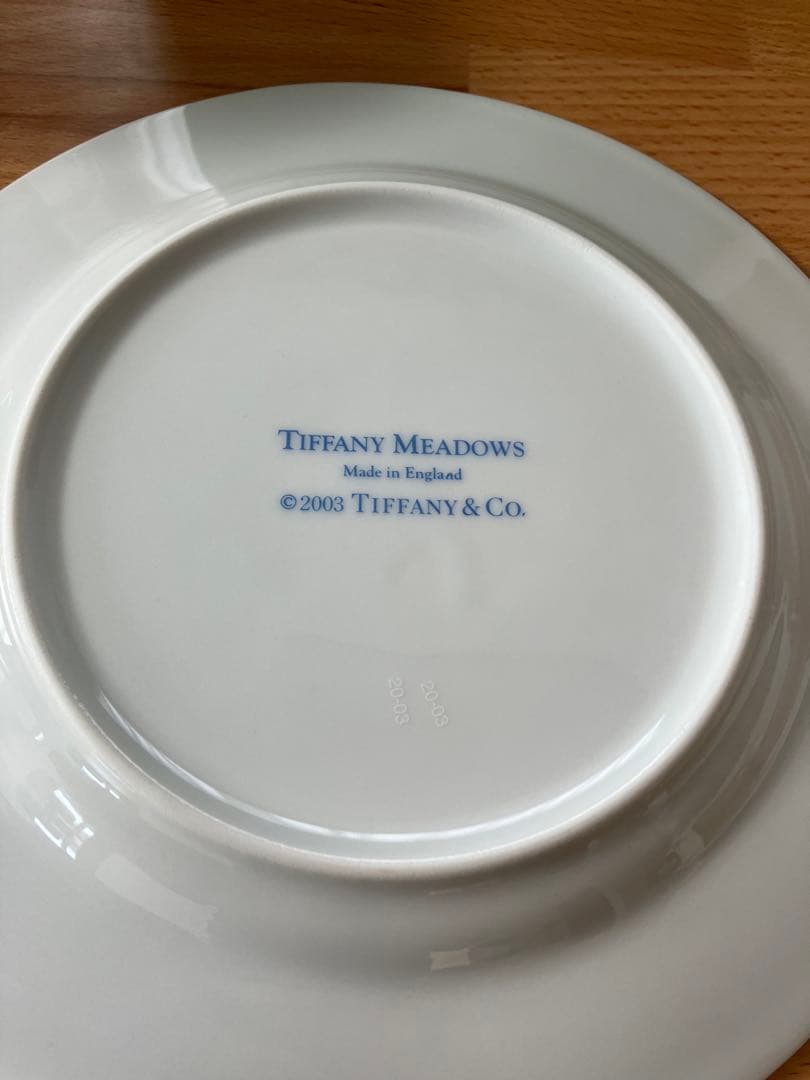 TIFFANY MEADOWS
Made in England
©2003 TIFFANY & CO.
20-03
20-03